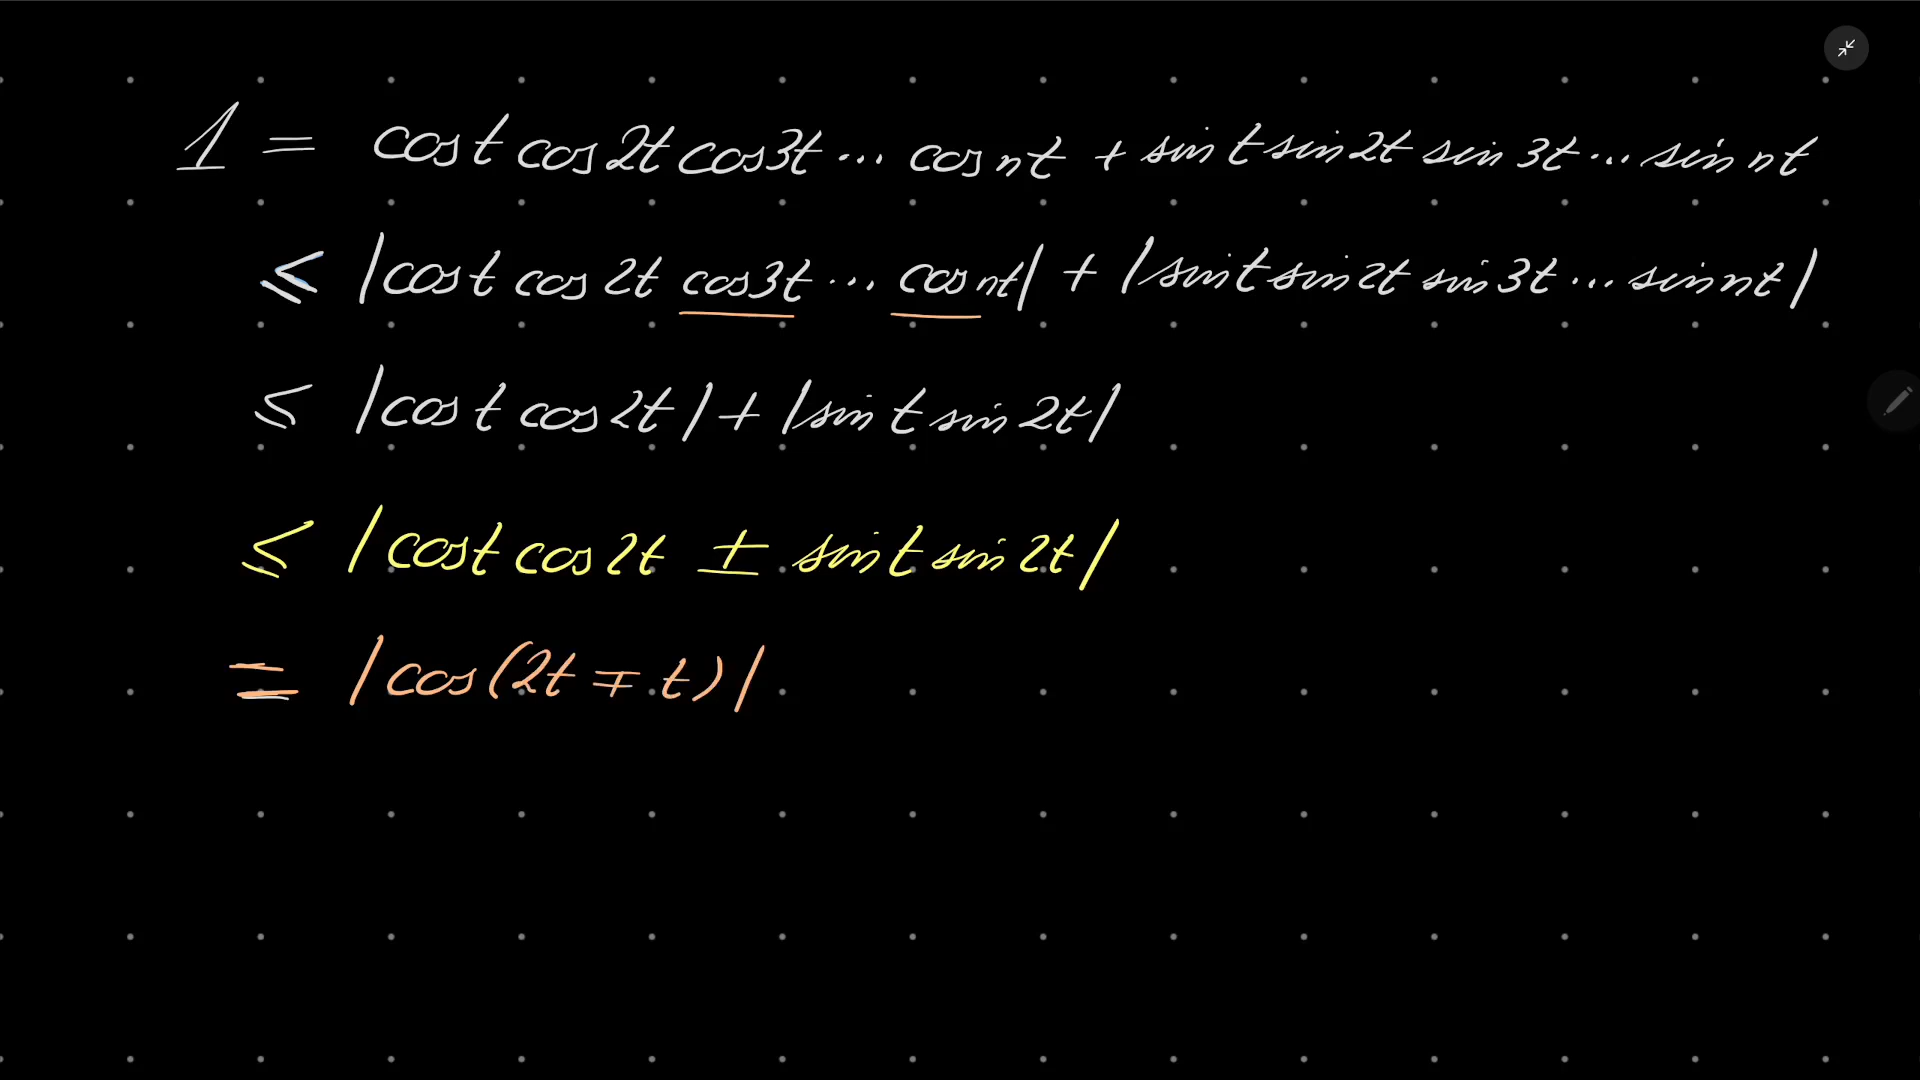 1 = cos t cos 2t cos 3t ... cos nt + sin t sin 2t sin 3t ... sin nt
≤ |cos t cos 2t cos 3t ... cos nt| + |sin t sin 2t sin 3t ... sin nt|
≤ |cos t cos 2t| + |sin t sin 2t|
≤ |cos t cos 2t ± sin t sin 2t|
= |cos(2t ∓ t)|